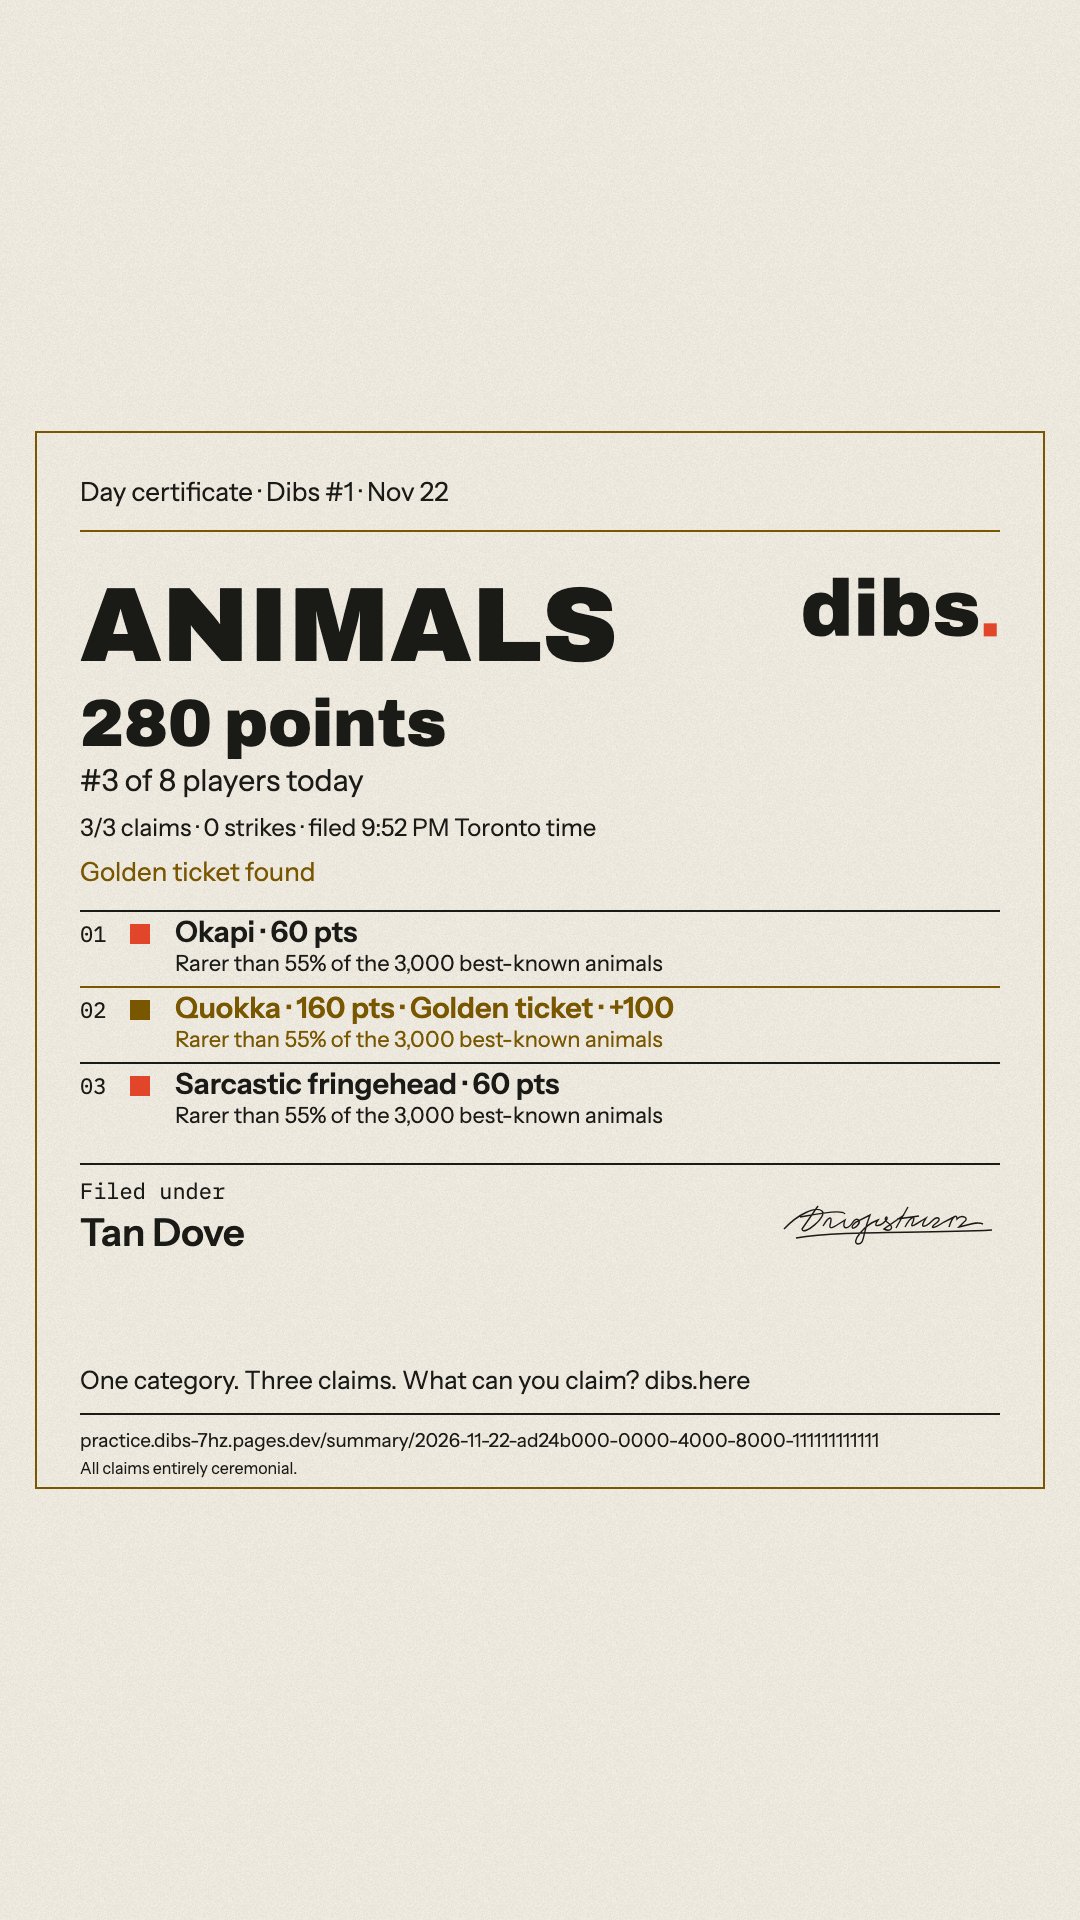 Day certificate · Dibs #1 · Nov 22
ANIMALS
dibs.
280 points
#3 of 8 players today
3/3 claims · 0 strikes · filed 9:52 PM Toronto time
Golden ticket found
01 Okapi · 60 pts
Rarer than 55% of the 3,000 best-known animals
02 Quokka · 160 pts · Golden ticket · +100
Rarer than 55% of the 3,000 best-known animals
03 Sarcastic fringehead · 60 pts
Rarer than 55% of the 3,000 best-known animals
Filed under
Tan Dove
One category. Three claims. What can you claim? dibs.here
practice.dibs-7hz.pages.dev/summary/2026-11-22-ad24b000-0000-4000-8000-111111111111
All claims entirely ceremonial.